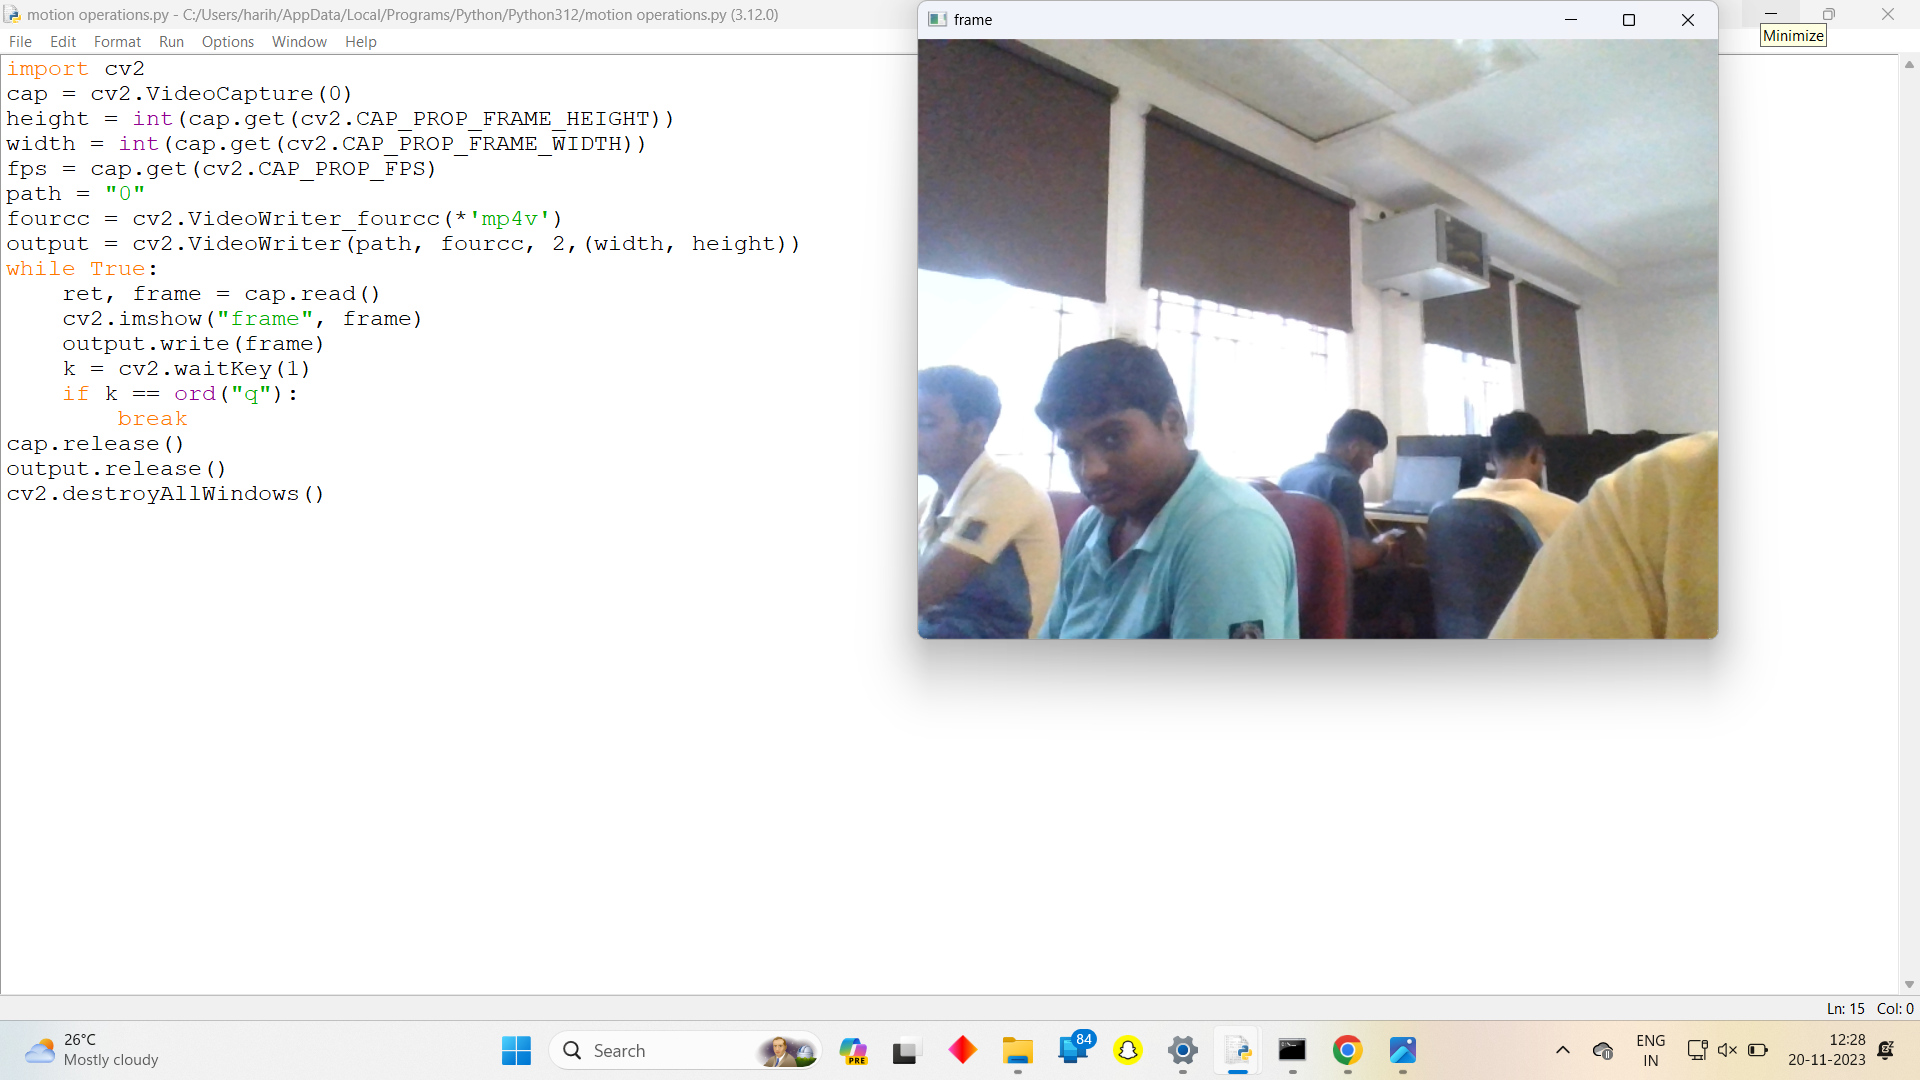 motion operations.py - C:/Users/harih/AppData/Local/Programs/Python/Python312/motion operations.py (3.12.0)
File Edit Format Run Options Window Help
import cv2
cap = cv2.VideoCapture(0)
height = int(cap.get(cv2.CAP_PROP_FRAME_HEIGHT))
width = int(cap.get(cv2.CAP_PROP_FRAME_WIDTH))
fps = cap.get(cv2.CAP_PROP_FPS)
path = "0"
fourcc = cv2.VideoWriter_fourcc(*'mp4v')
output = cv2.VideoWriter(path, fourcc, 2,(width, height))
while True:
    ret, frame = cap.read()
    cv2.imshow("frame", frame)
    output.write(frame)
    k = cv2.waitKey(1)
    if k == ord("q"):
        break
cap.release()
output.release()
cv2.destroyAllWindows()
frame
Minimize
Ln: 15 Col: 0
26°C
Mostly cloudy
Search
PRE
84
ENG
IN
12:28
20-11-2023